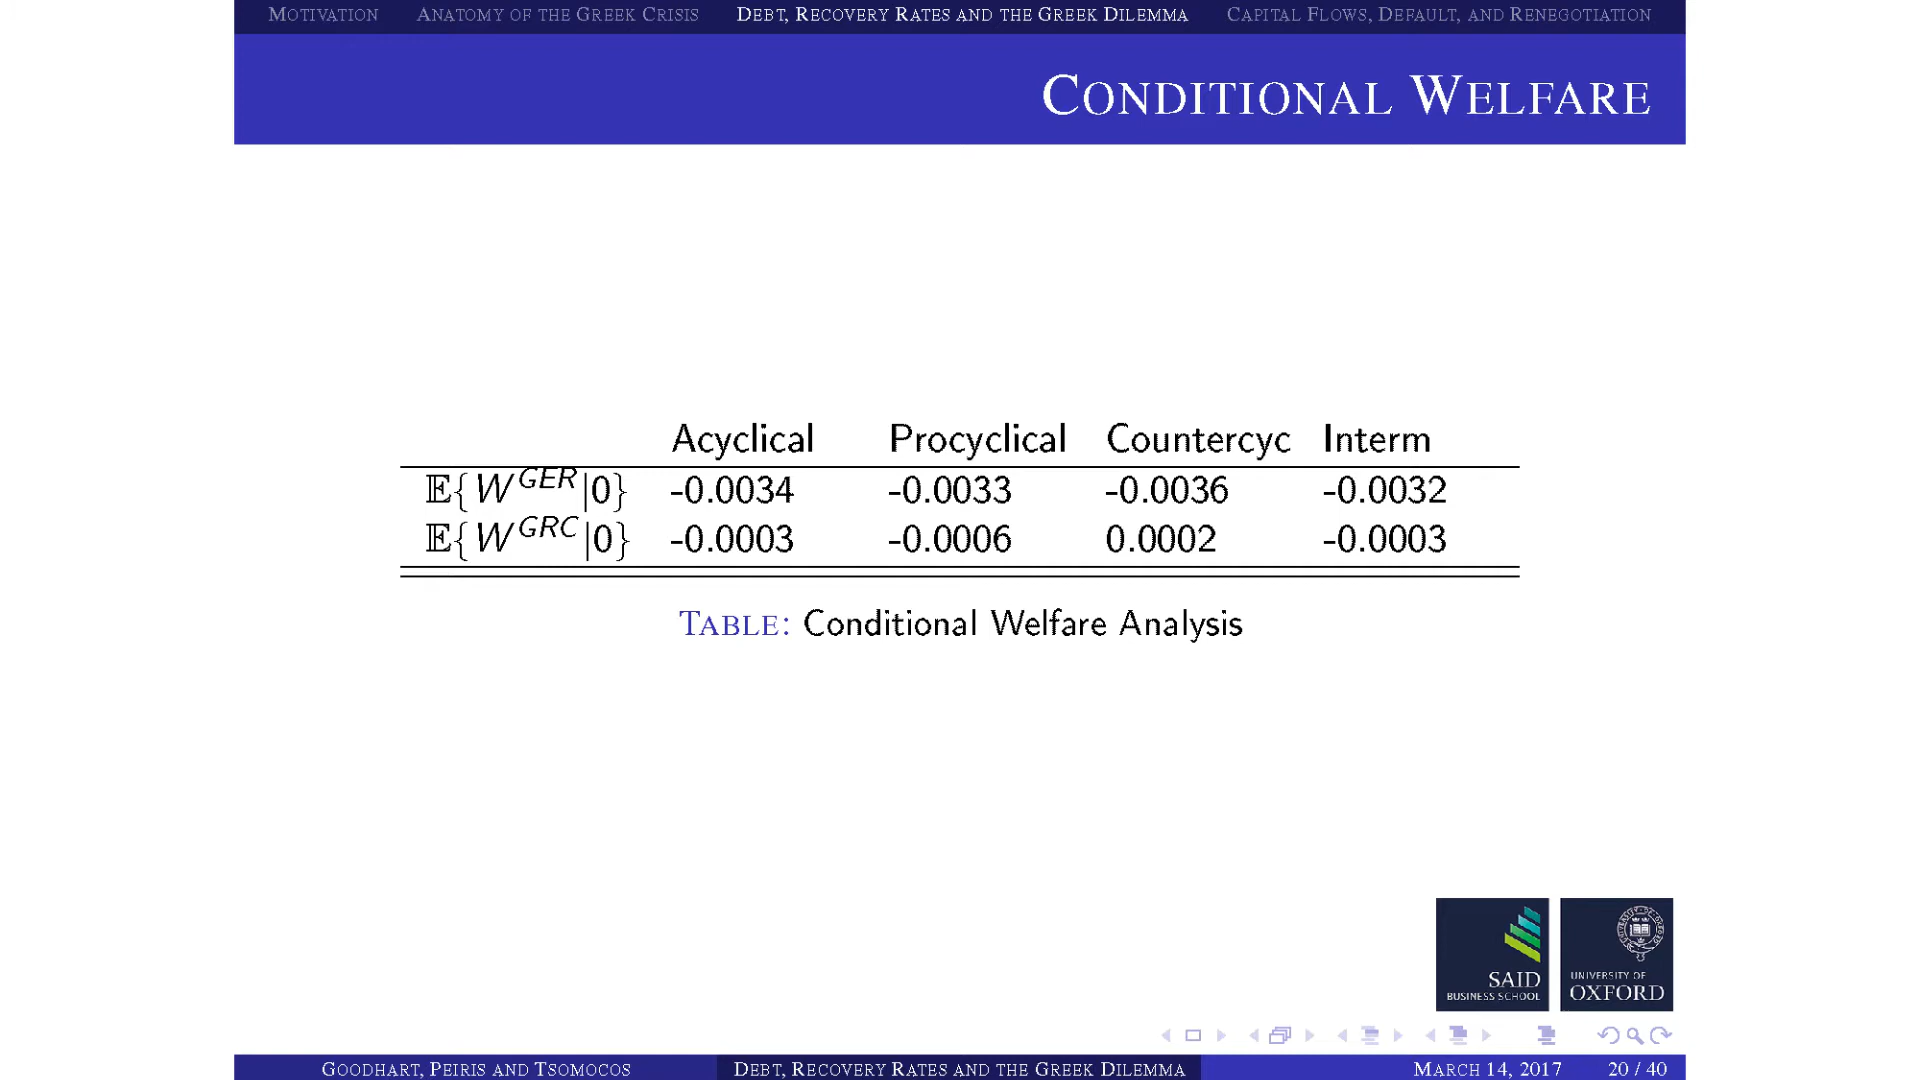 MOTIVATION ANATOMY OF THE GREEK CRISIS DEBT, RECOVERY RATES AND THE GREEK DILEMMA CAPITAL FLOWS, DEFAULT, AND RENEGOTIATION
CONDITIONAL WELFARE
Acyclical Procyclical Countercyc Interm
𝔼{W^GER|0} -0.0034 -0.0033 -0.0036 -0.0032
𝔼{W^GRC|0} -0.0003 -0.0006 0.0002 -0.0003
TABLE: Conditional Welfare Analysis
SAID
BUSINESS SCHOOL
UNIVERSITY OF
OXFORD
GOODHART, PEIRIS AND TSOMOCOS DEBT, RECOVERY RATES AND THE GREEK DILEMMA MARCH 14, 2017 20 / 40